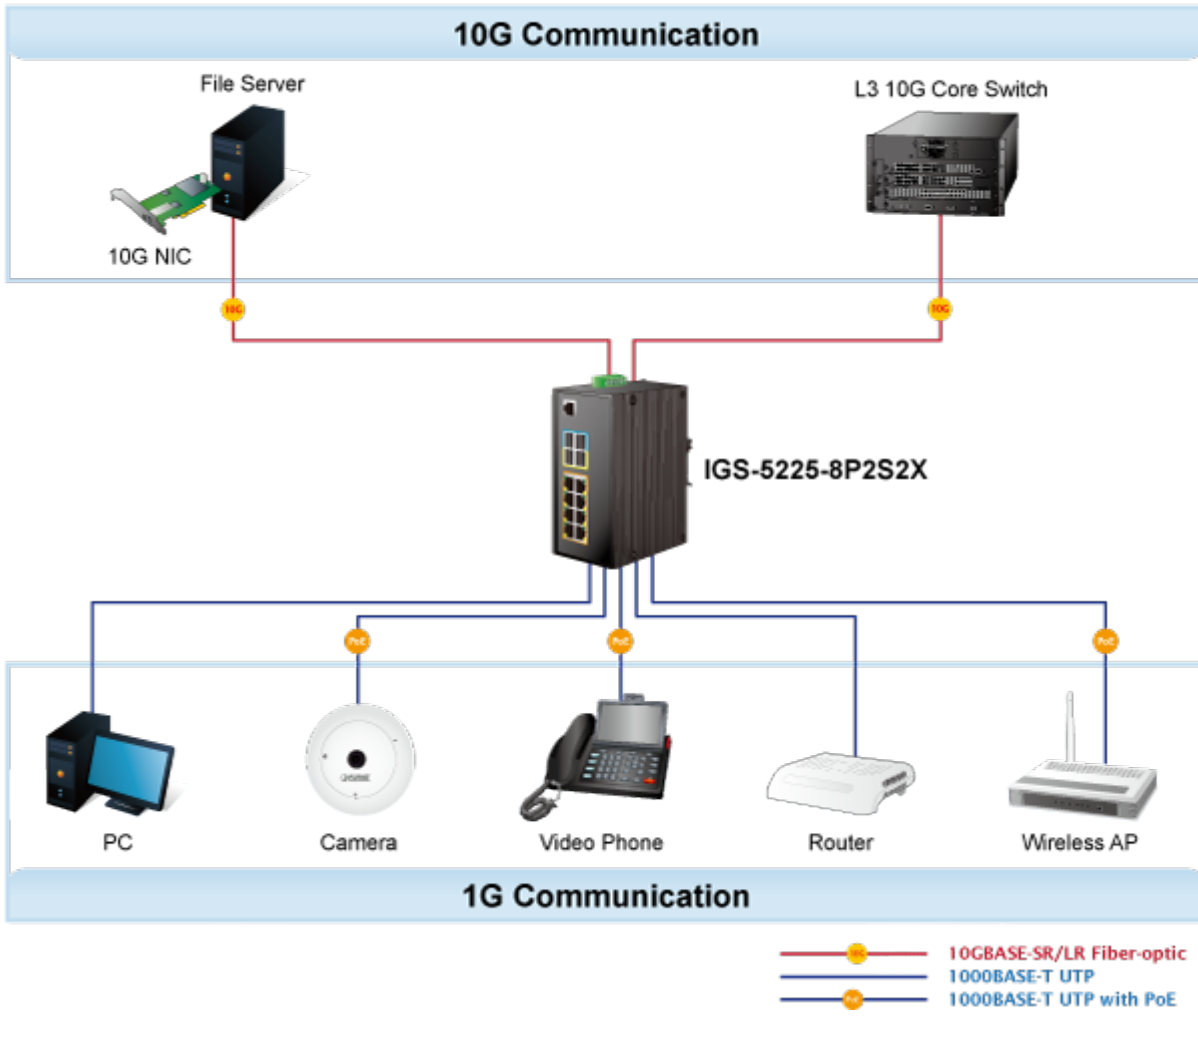 10G Communication
File Server
L3 10G Core Switch
10G NIC
10G
10G
IGS-5225-8P2S2X
PoE
PoE
PoE
PC
Camera
Video Phone
Router
Wireless AP
1G Communication
10G
10GBASE-SR/LR Fiber-optic
1000BASE-T UTP
PoE
1000BASE-T UTP with PoE